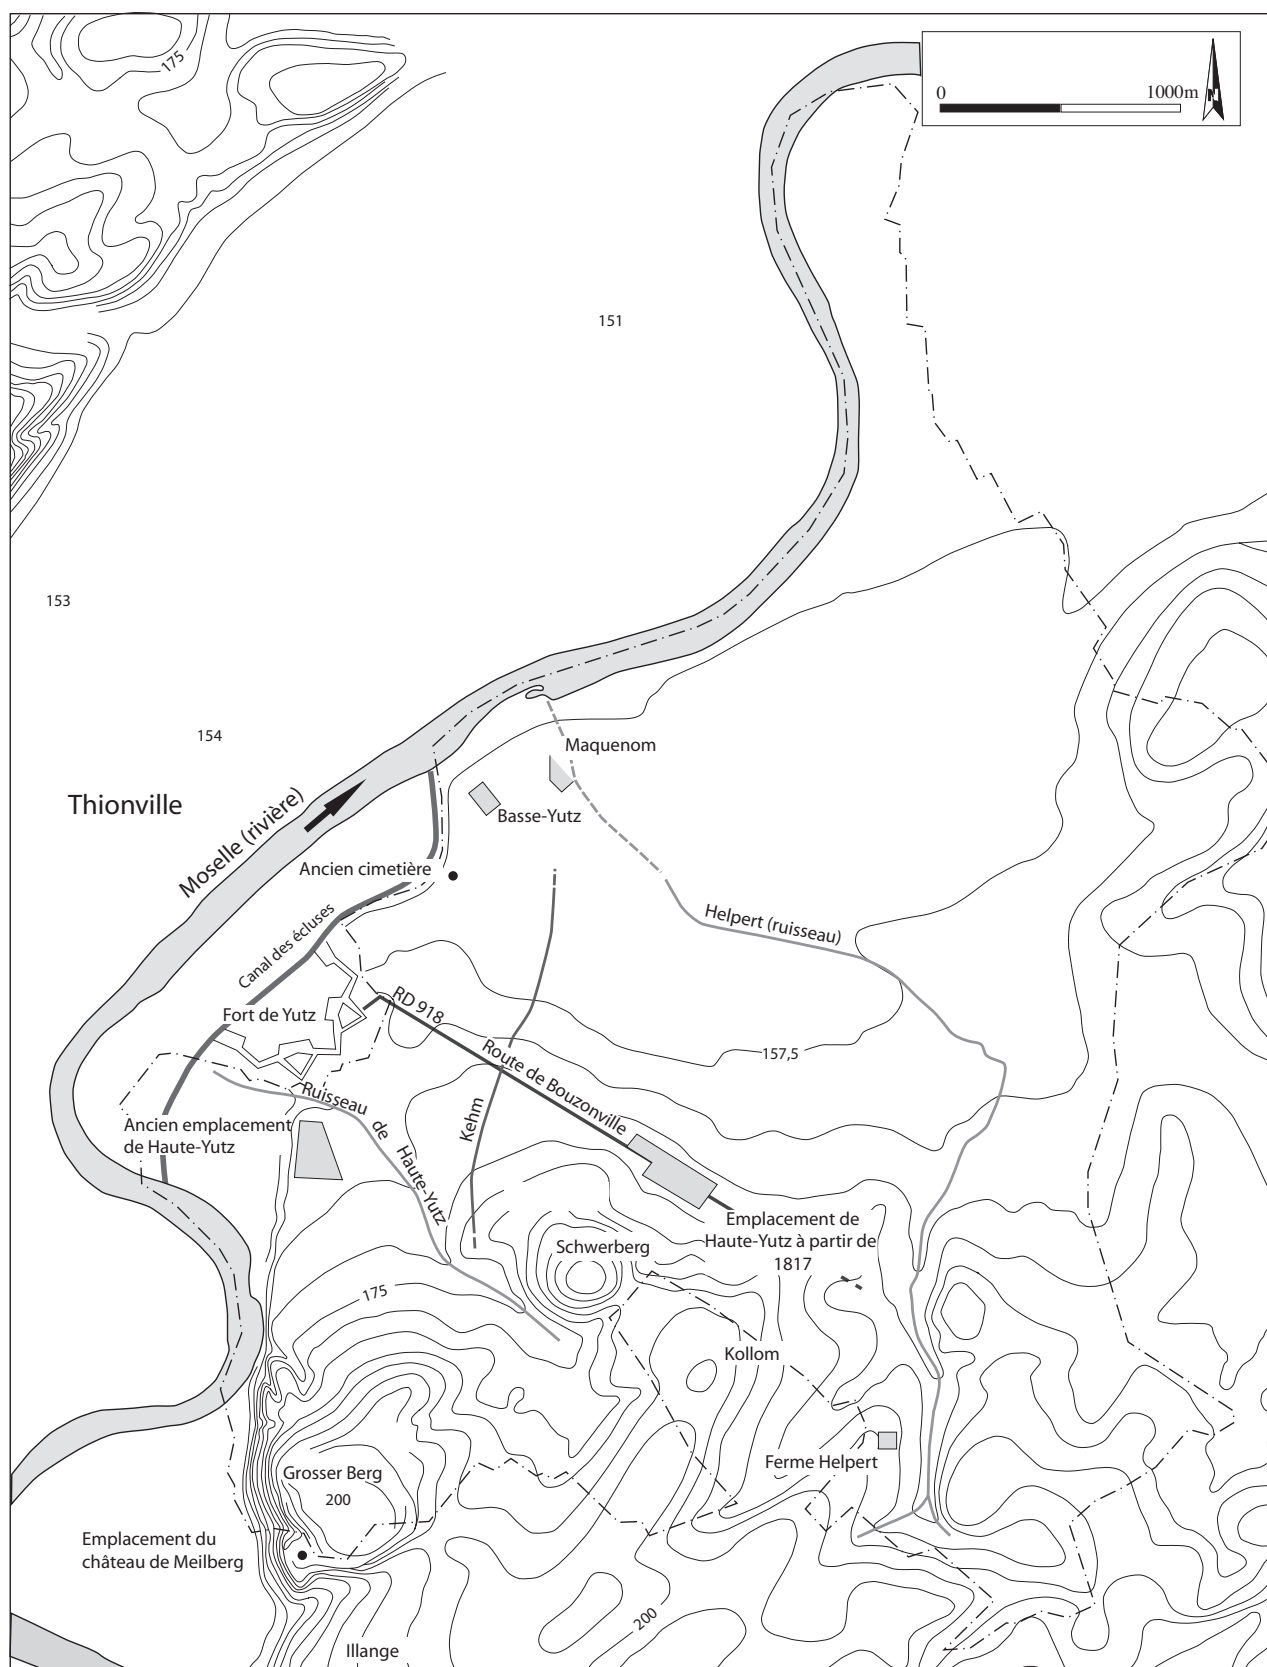 175
0
1000m
N
151
153
154
Maquenom
Thionville
Moselle (rivière)
Basse-Yutz
Ancien cimetière
Helpert (ruisseau)
Canal des écluses
RD 918
Fort de Yutz
Route de Bouzonville
157,5
Ruisseau de Haute-Yutz
Kehm
Ancien emplacement
de Haute-Yutz
Emplacement de
Haute-Yutz à partir de
1817
Schwerberg
175
Kollom
Ferme Helpert
Grosser Berg
200
Emplacement du
château de Meilberg
200
Illange